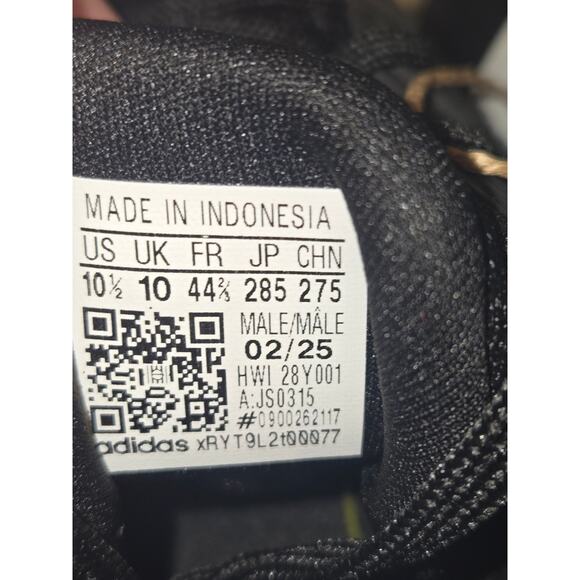 MADE IN INDONESIA
US UK FR JP CHN
10½ 10 44⅔ 285 275
MALE/MÂLE
02/25
HWI 28Y001
A:JS0315
#0900262117
adidas xRYT9L2t00077